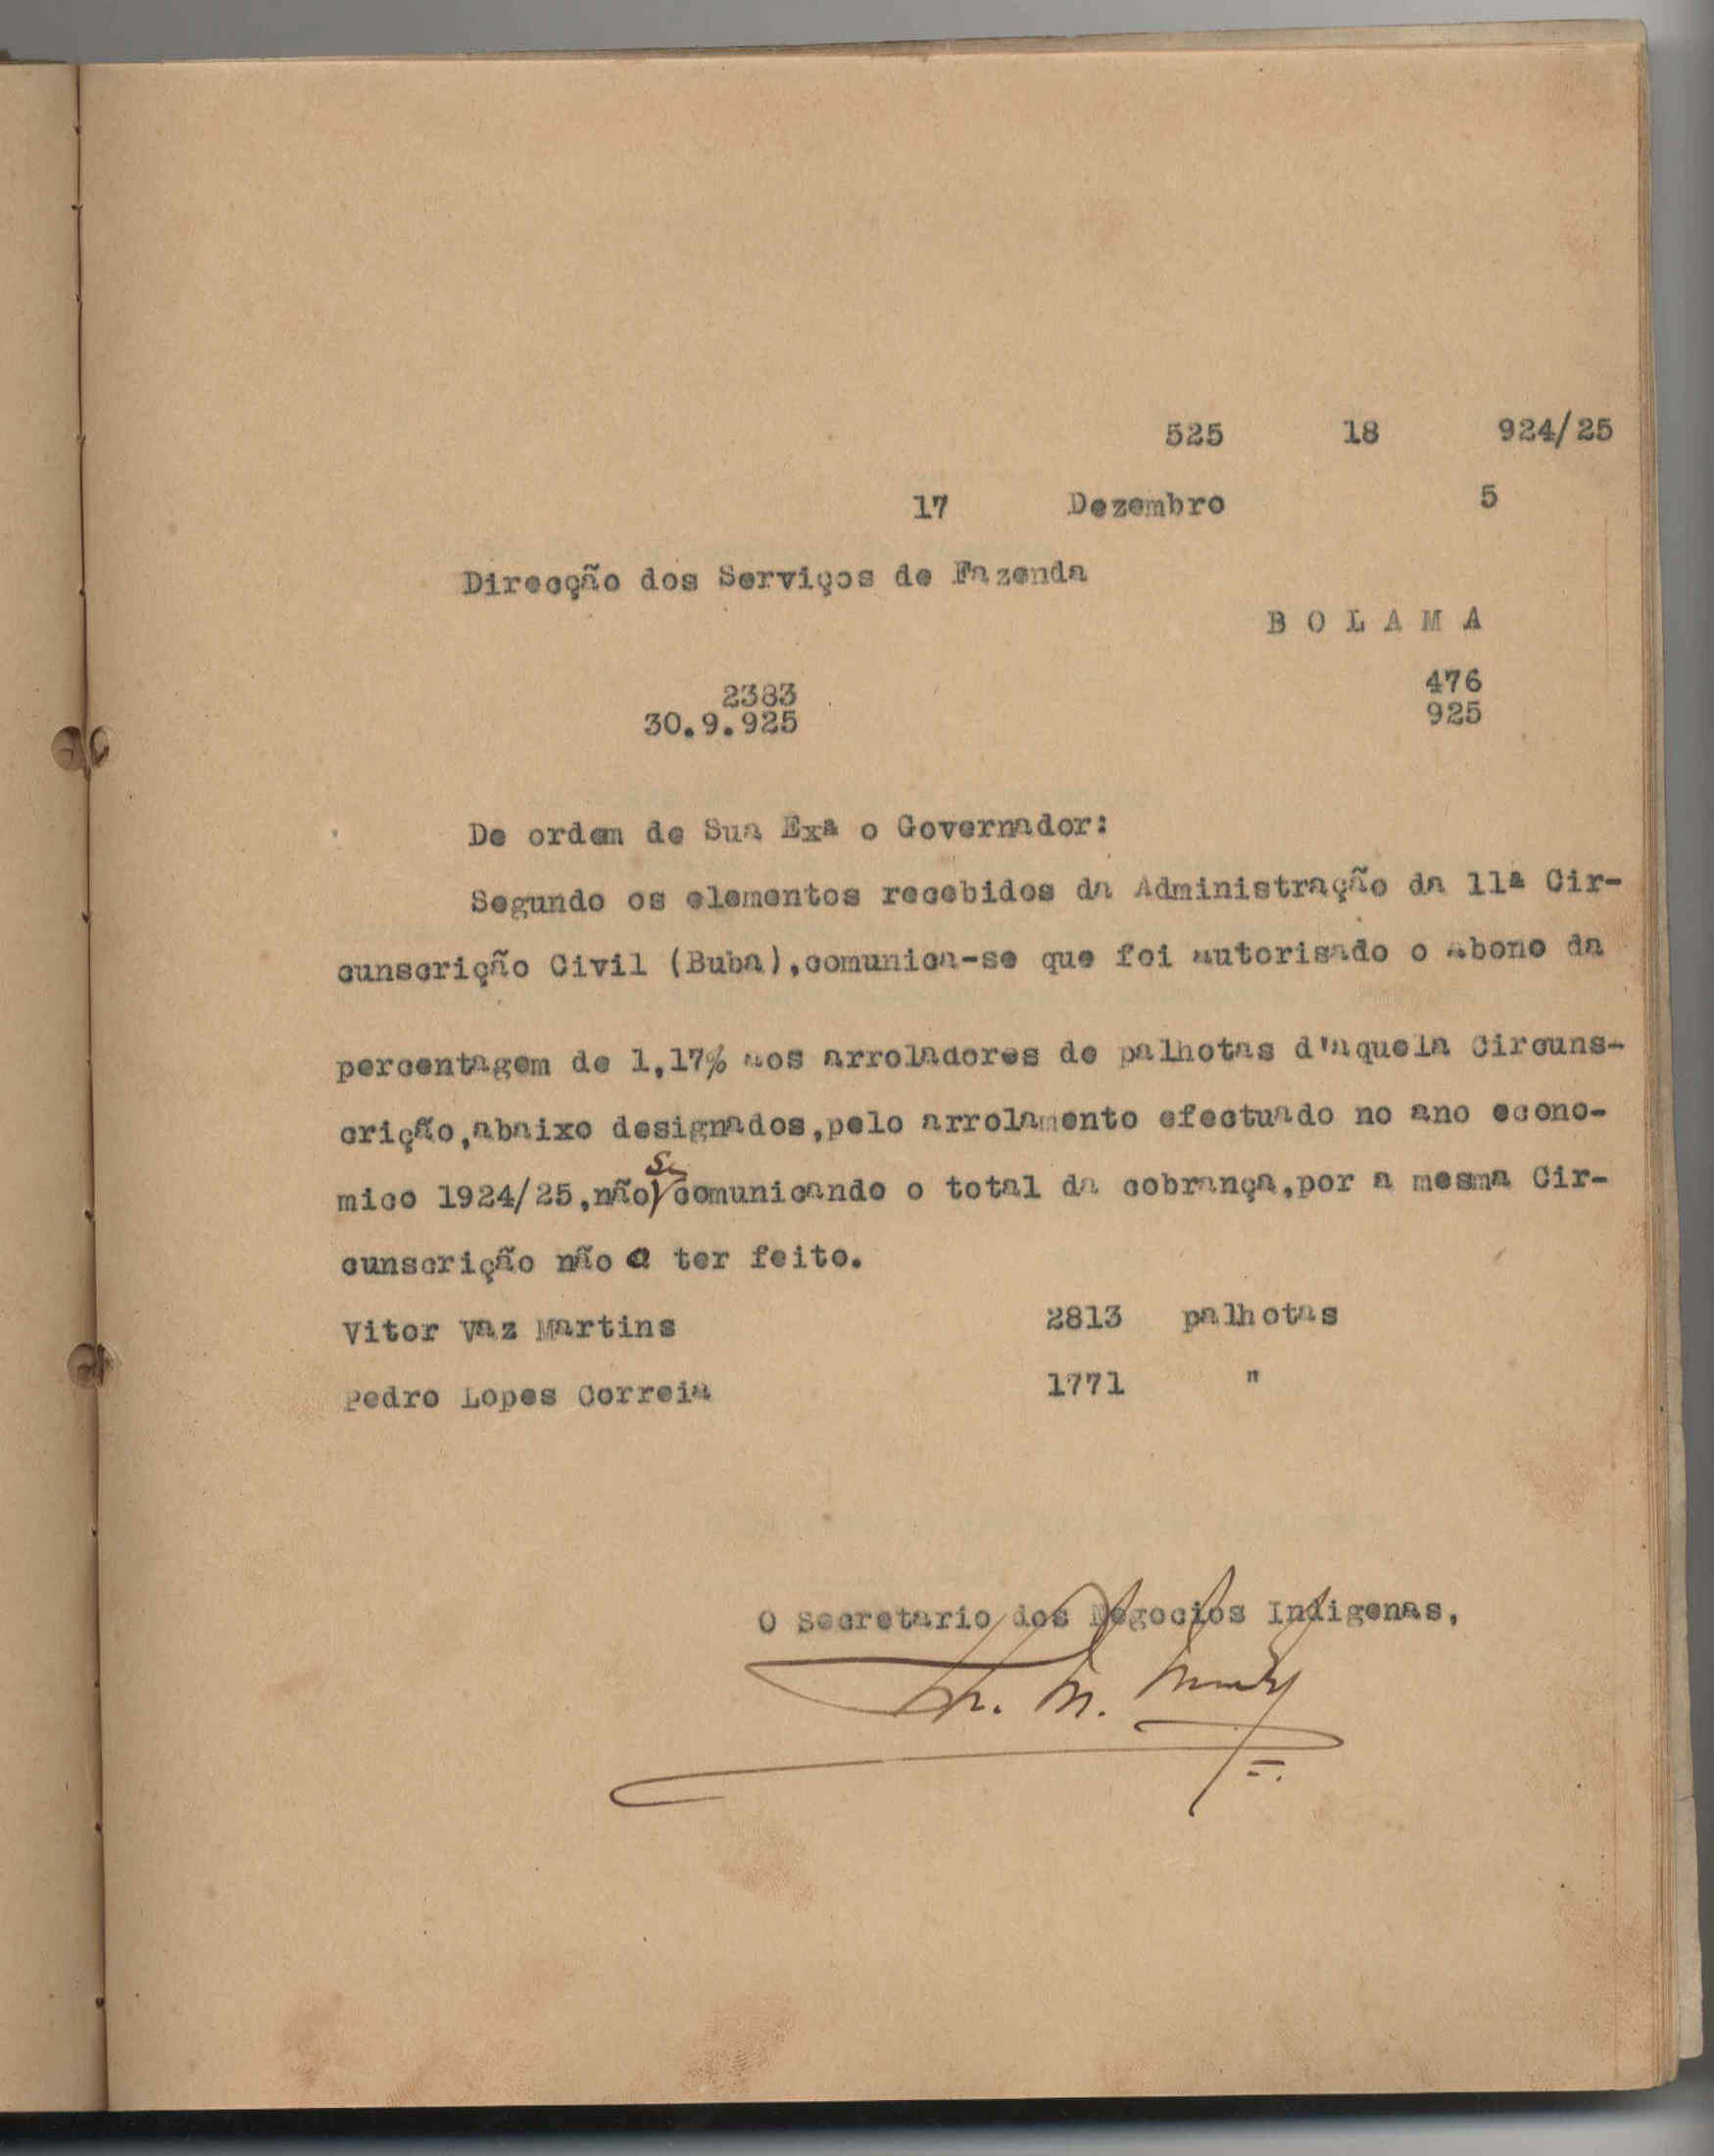 525 18 924/25
17 Dezembro 5
Direcção dos Serviços de Fazenda
B O L A M A
2383 476
30.9.925 925
De ordem de Sua Exª o Governador:
Segundo os elementos recebidos da Administração da 11ª Cir-
cunscrição Civil (Buba),comunica-se que foi autorisado o abono da
percentagem de 1,17% aos arroladores de palhotas d'aquela Circuns-
crição,abaixo designados,pelo arrolamento efectuado no ano econo-
mico 1924/25,não se comunicando o total da cobrança,por a mesma Cir-
cunscrição não o ter feito.
Vitor Vaz Martins 2813 palhotas
Pedro Lopes Correia 1771 "
O Secretario dos Negocios Indigenas,